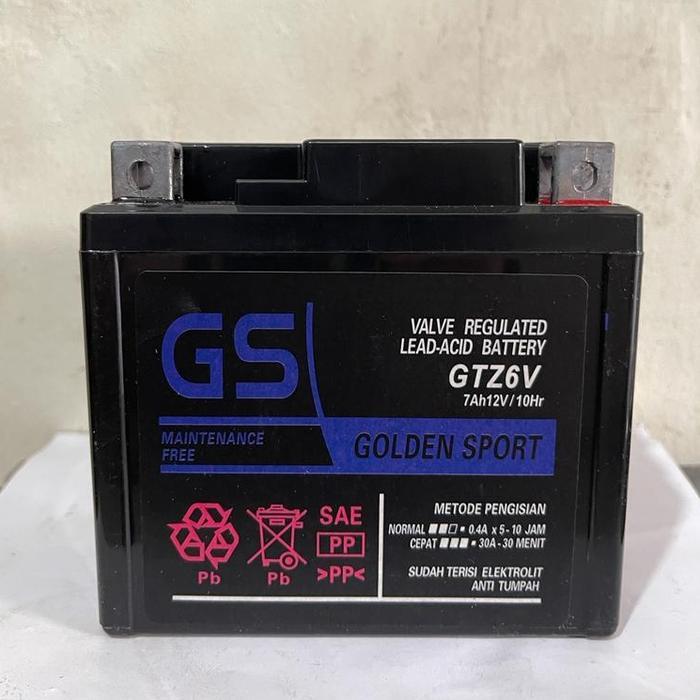 GS
VALVE REGULATED
LEAD-ACID BATTERY
GTZ6V
7Ah12V/10Hr
MAINTENANCE
FREE
GOLDEN SPORT
Pb
Pb
SAE
PP
>PP<
METODE PENGISIAN
NORMAL ■■□ • 0,4A x 5-10 JAM
CEPAT ■■■ • 30A-30 MENIT
SUDAH TERISI ELEKTROLIT
ANTI TUMPAH